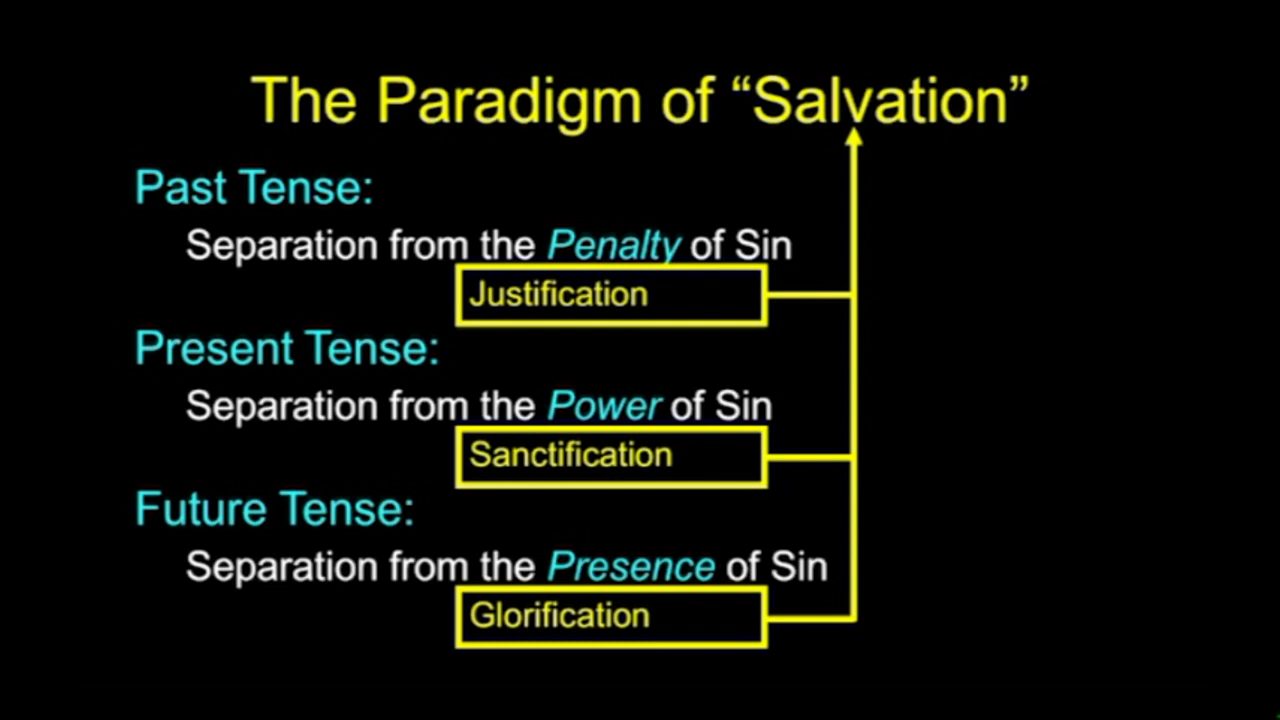 The Paradigm of “Salvation”
Past Tense:
Separation from the Penalty of Sin
Justification
Present Tense:
Separation from the Power of Sin
Sanctification
Future Tense:
Separation from the Presence of Sin
Glorification